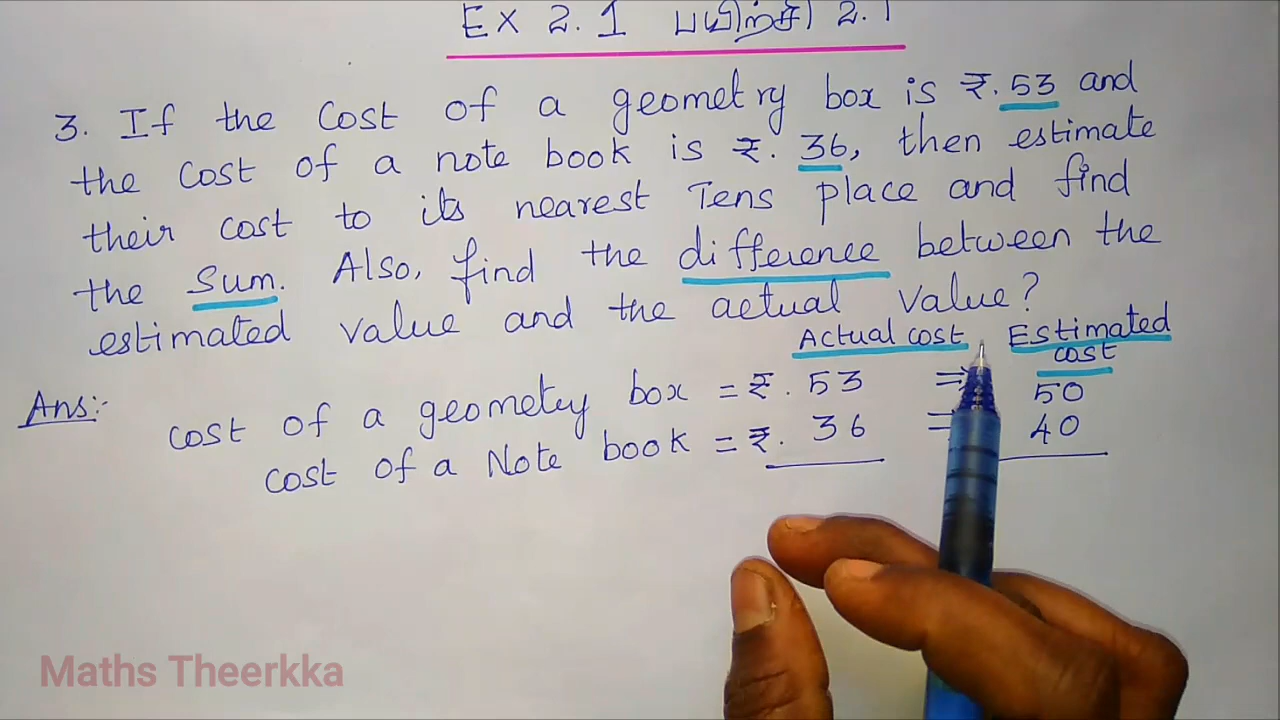 Ex 2.1 பயிற்சி 2.1
3. If the cost of a geometry box is ₹.53 and
the cost of a note book is ₹. 36, then estimate
their cost to its nearest Tens place and find
the Sum. Also, find the difference between the
estimated value and the actual value?
Actual cost Estimated cost
Ans:-
cost of a geometry box = ₹. 53 ⇒ 50
cost of a Note book = ₹. 36 ⇒ 40
Maths Theerkka